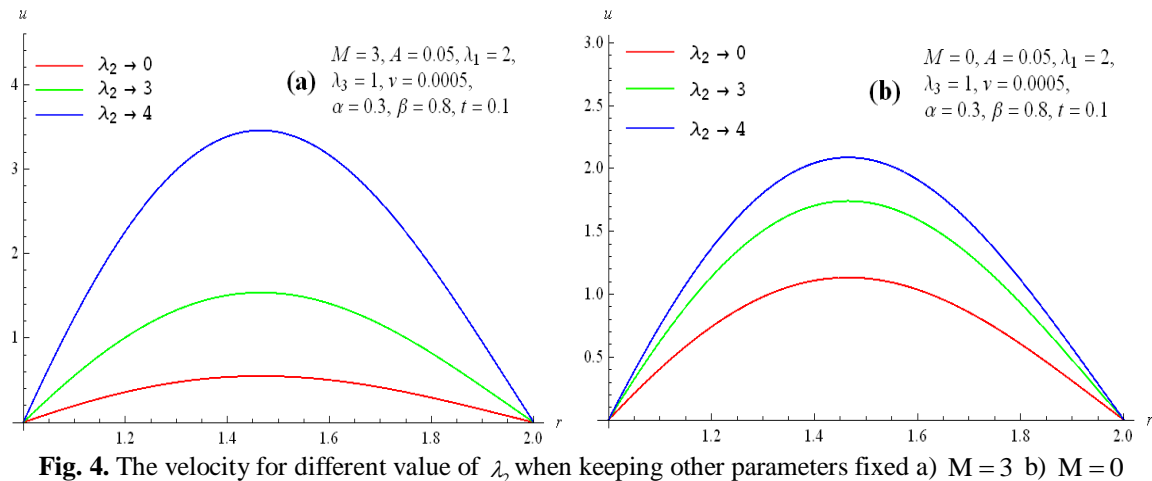 u
4
3
2
1
λ₂ → 0
λ₂ → 3
λ₂ → 4
(a)
M = 3, A = 0.05, λ₁ = 2,
λ₃ = 1, ν = 0.0005,
α = 0.3, β = 0.8, t = 0.1
1.2 1.4 1.6 1.8 2.0 r
u
3.0
2.5
2.0
1.5
1.0
0.5
λ₂ → 0
λ₂ → 3
λ₂ → 4
M = 0, A = 0.05, λ₁ = 2,
λ₃ = 1, ν = 0.0005,
α = 0.3, β = 0.8, t = 0.1
(b)
1.2 1.4 1.6 1.8 2.0 r
Fig. 4. The velocity for different value of λ₂ when keeping other parameters fixed a) M = 3 b) M = 0